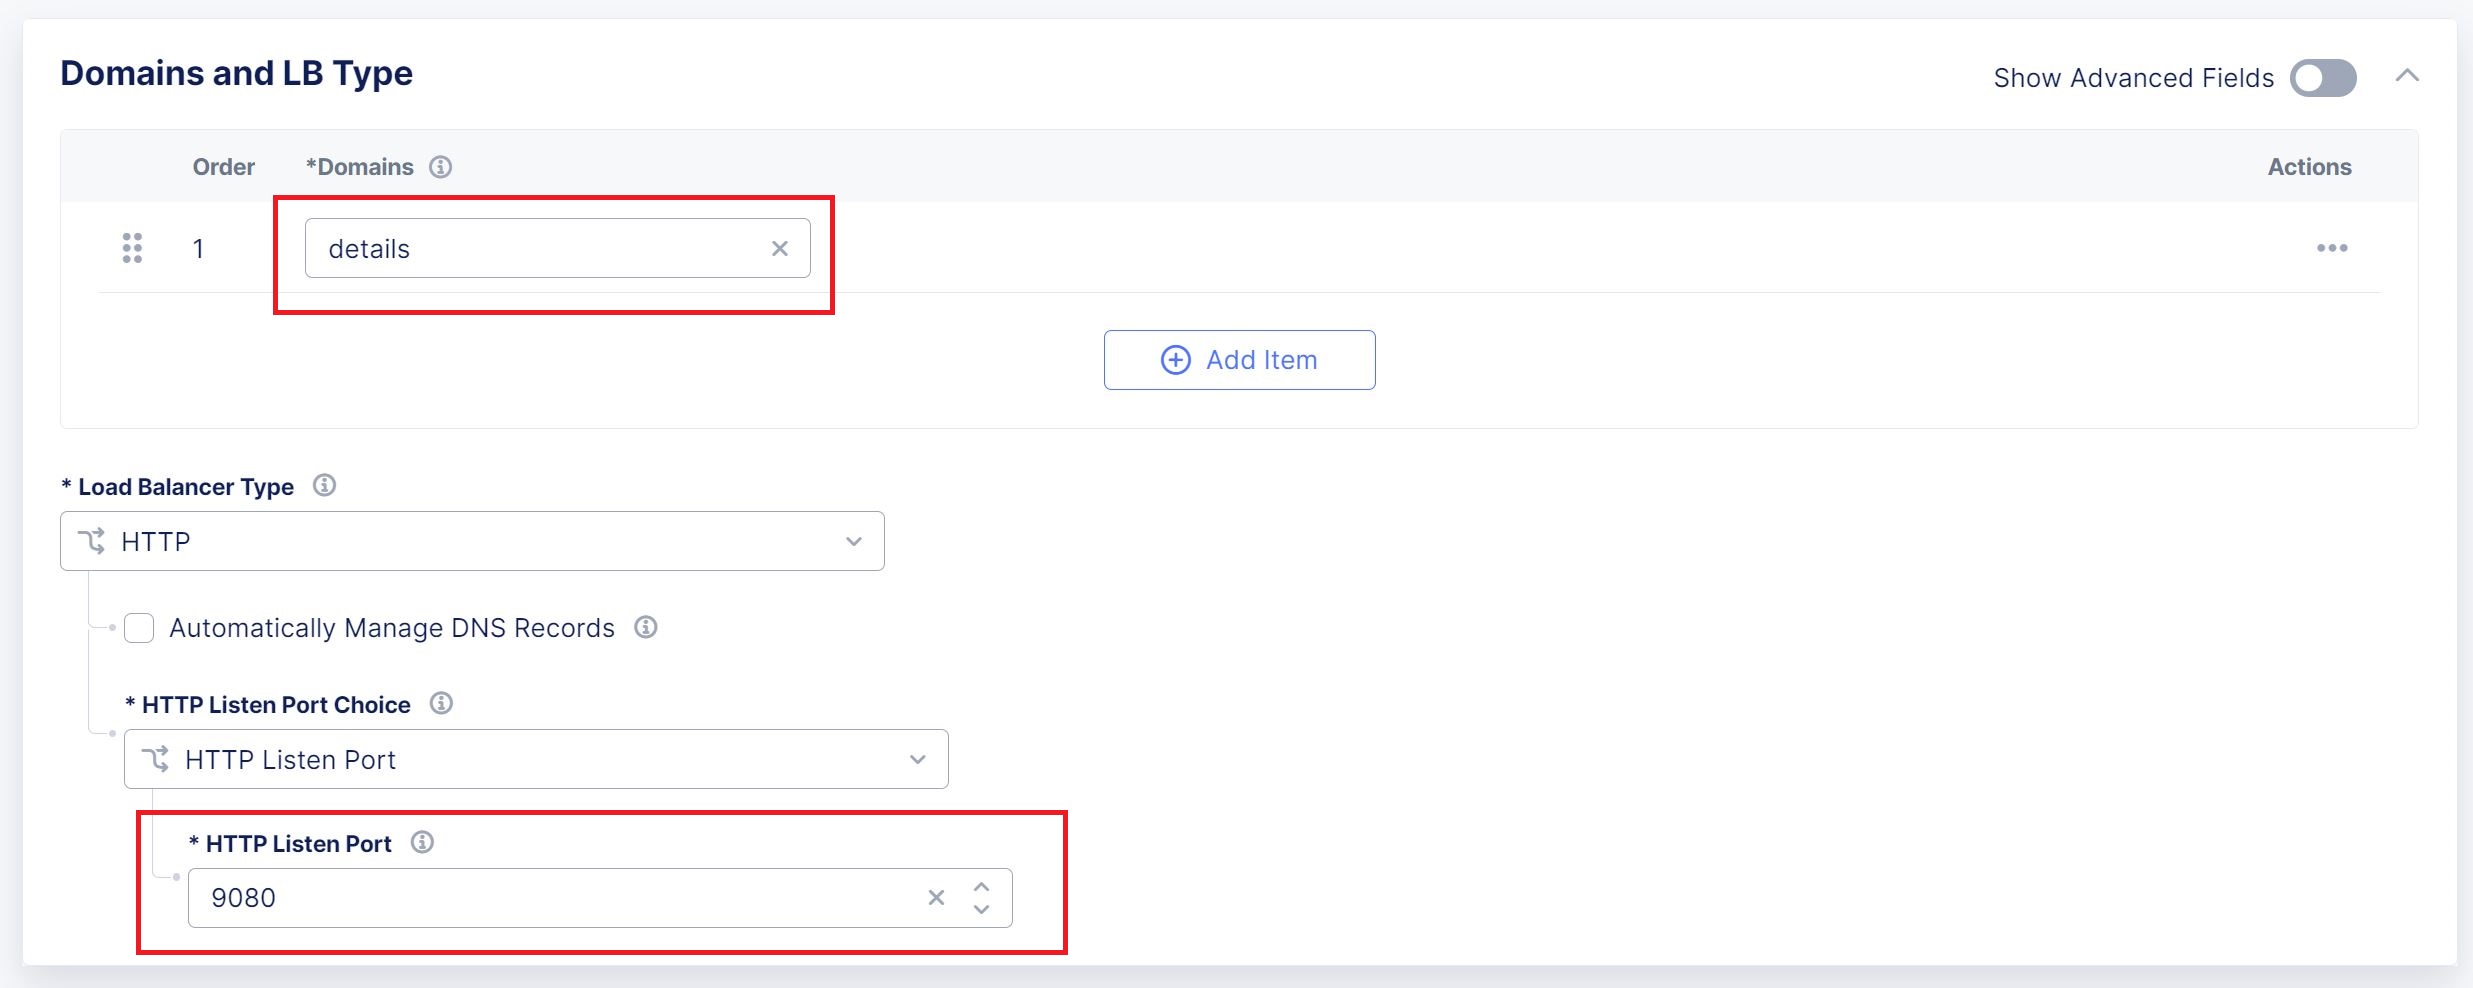 Domains and LB Type
Show Advanced Fields
Order *Domains Actions
1 details
Add Item
* Load Balancer Type
HTTP
Automatically Manage DNS Records
* HTTP Listen Port Choice
HTTP Listen Port
* HTTP Listen Port
9080